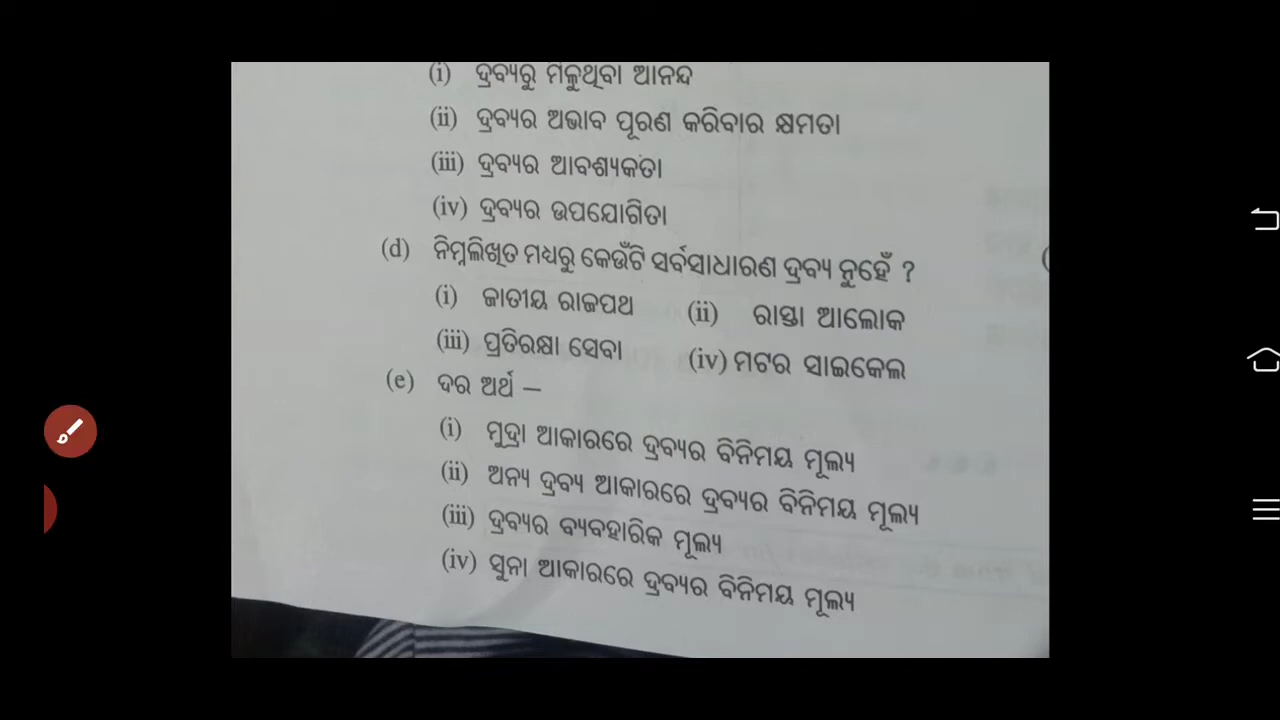 (i) ଦ୍ରବ୍ୟରୁ ମିଳୁଥିବା ଆନନ୍ଦ
(ii) ଦ୍ରବ୍ୟର ଅଭାବ ପୂରଣ କରିବାର କ୍ଷମତା
(iii) ଦ୍ରବ୍ୟର ଆବଶ୍ୟକତା
(iv) ଦ୍ରବ୍ୟର ଉପଯୋଗିତା
(d) ନିମ୍ନଲିଖିତ ମଧ୍ୟରୁ କେଉଁଟି ସର୍ବସାଧାରଣ ଦ୍ରବ୍ୟ ନୁହେଁ ?
(i) ଜାତୀୟ ରାଜପଥ (ii) ରାସ୍ତା ଆଲୋକ
(iii) ପ୍ରତିରକ୍ଷା ସେବା (iv) ମଟର ସାଇକେଲ
(e) ଦର ଅର୍ଥ —
(i) ମୁଦ୍ରା ଆକାରରେ ଦ୍ରବ୍ୟର ବିନିମୟ ମୂଲ୍ୟ
(ii) ଅନ୍ୟ ଦ୍ରବ୍ୟ ଆକାରରେ ଦ୍ରବ୍ୟର ବିନିମୟ ମୂଲ୍ୟ
(iii) ଦ୍ରବ୍ୟର ବ୍ୟବହାରିକ ମୂଲ୍ୟ
(iv) ସୁନା ଆକାରରେ ଦ୍ରବ୍ୟର ବିନିମୟ ମୂଲ୍ୟ